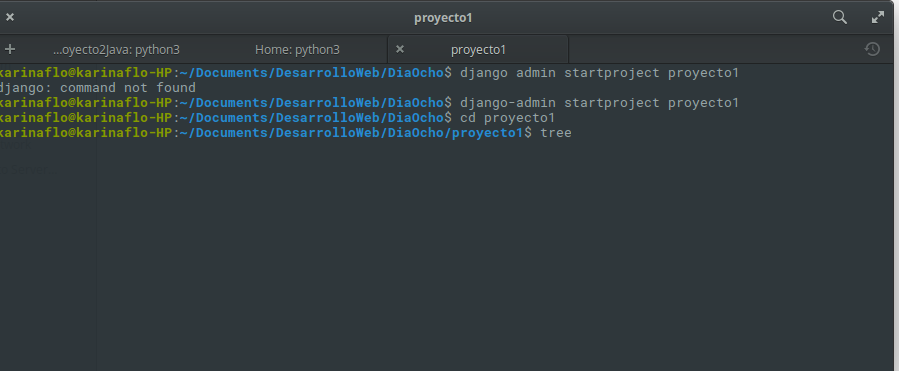 proyecto1
...oyecto2Java: python3
Home: python3
proyecto1
karinaflo@karinaflo-HP:~/Documents/DesarrolloWeb/DiaOcho$ django admin startproject proyecto1
django: command not found
karinaflo@karinaflo-HP:~/Documents/DesarrolloWeb/DiaOcho$ django-admin startproject proyecto1
karinaflo@karinaflo-HP:~/Documents/DesarrolloWeb/DiaOcho$ cd proyecto1
karinaflo@karinaflo-HP:~/Documents/DesarrolloWeb/DiaOcho/proyecto1$ tree